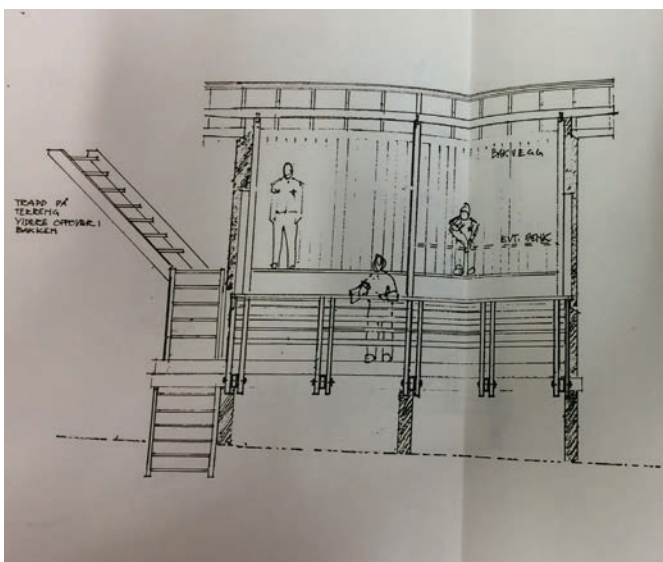 BAKVEGG
TRAPP PÅ
TERRENG
VIDERE OPPOVER I
BAKKEN
EVT. BENK